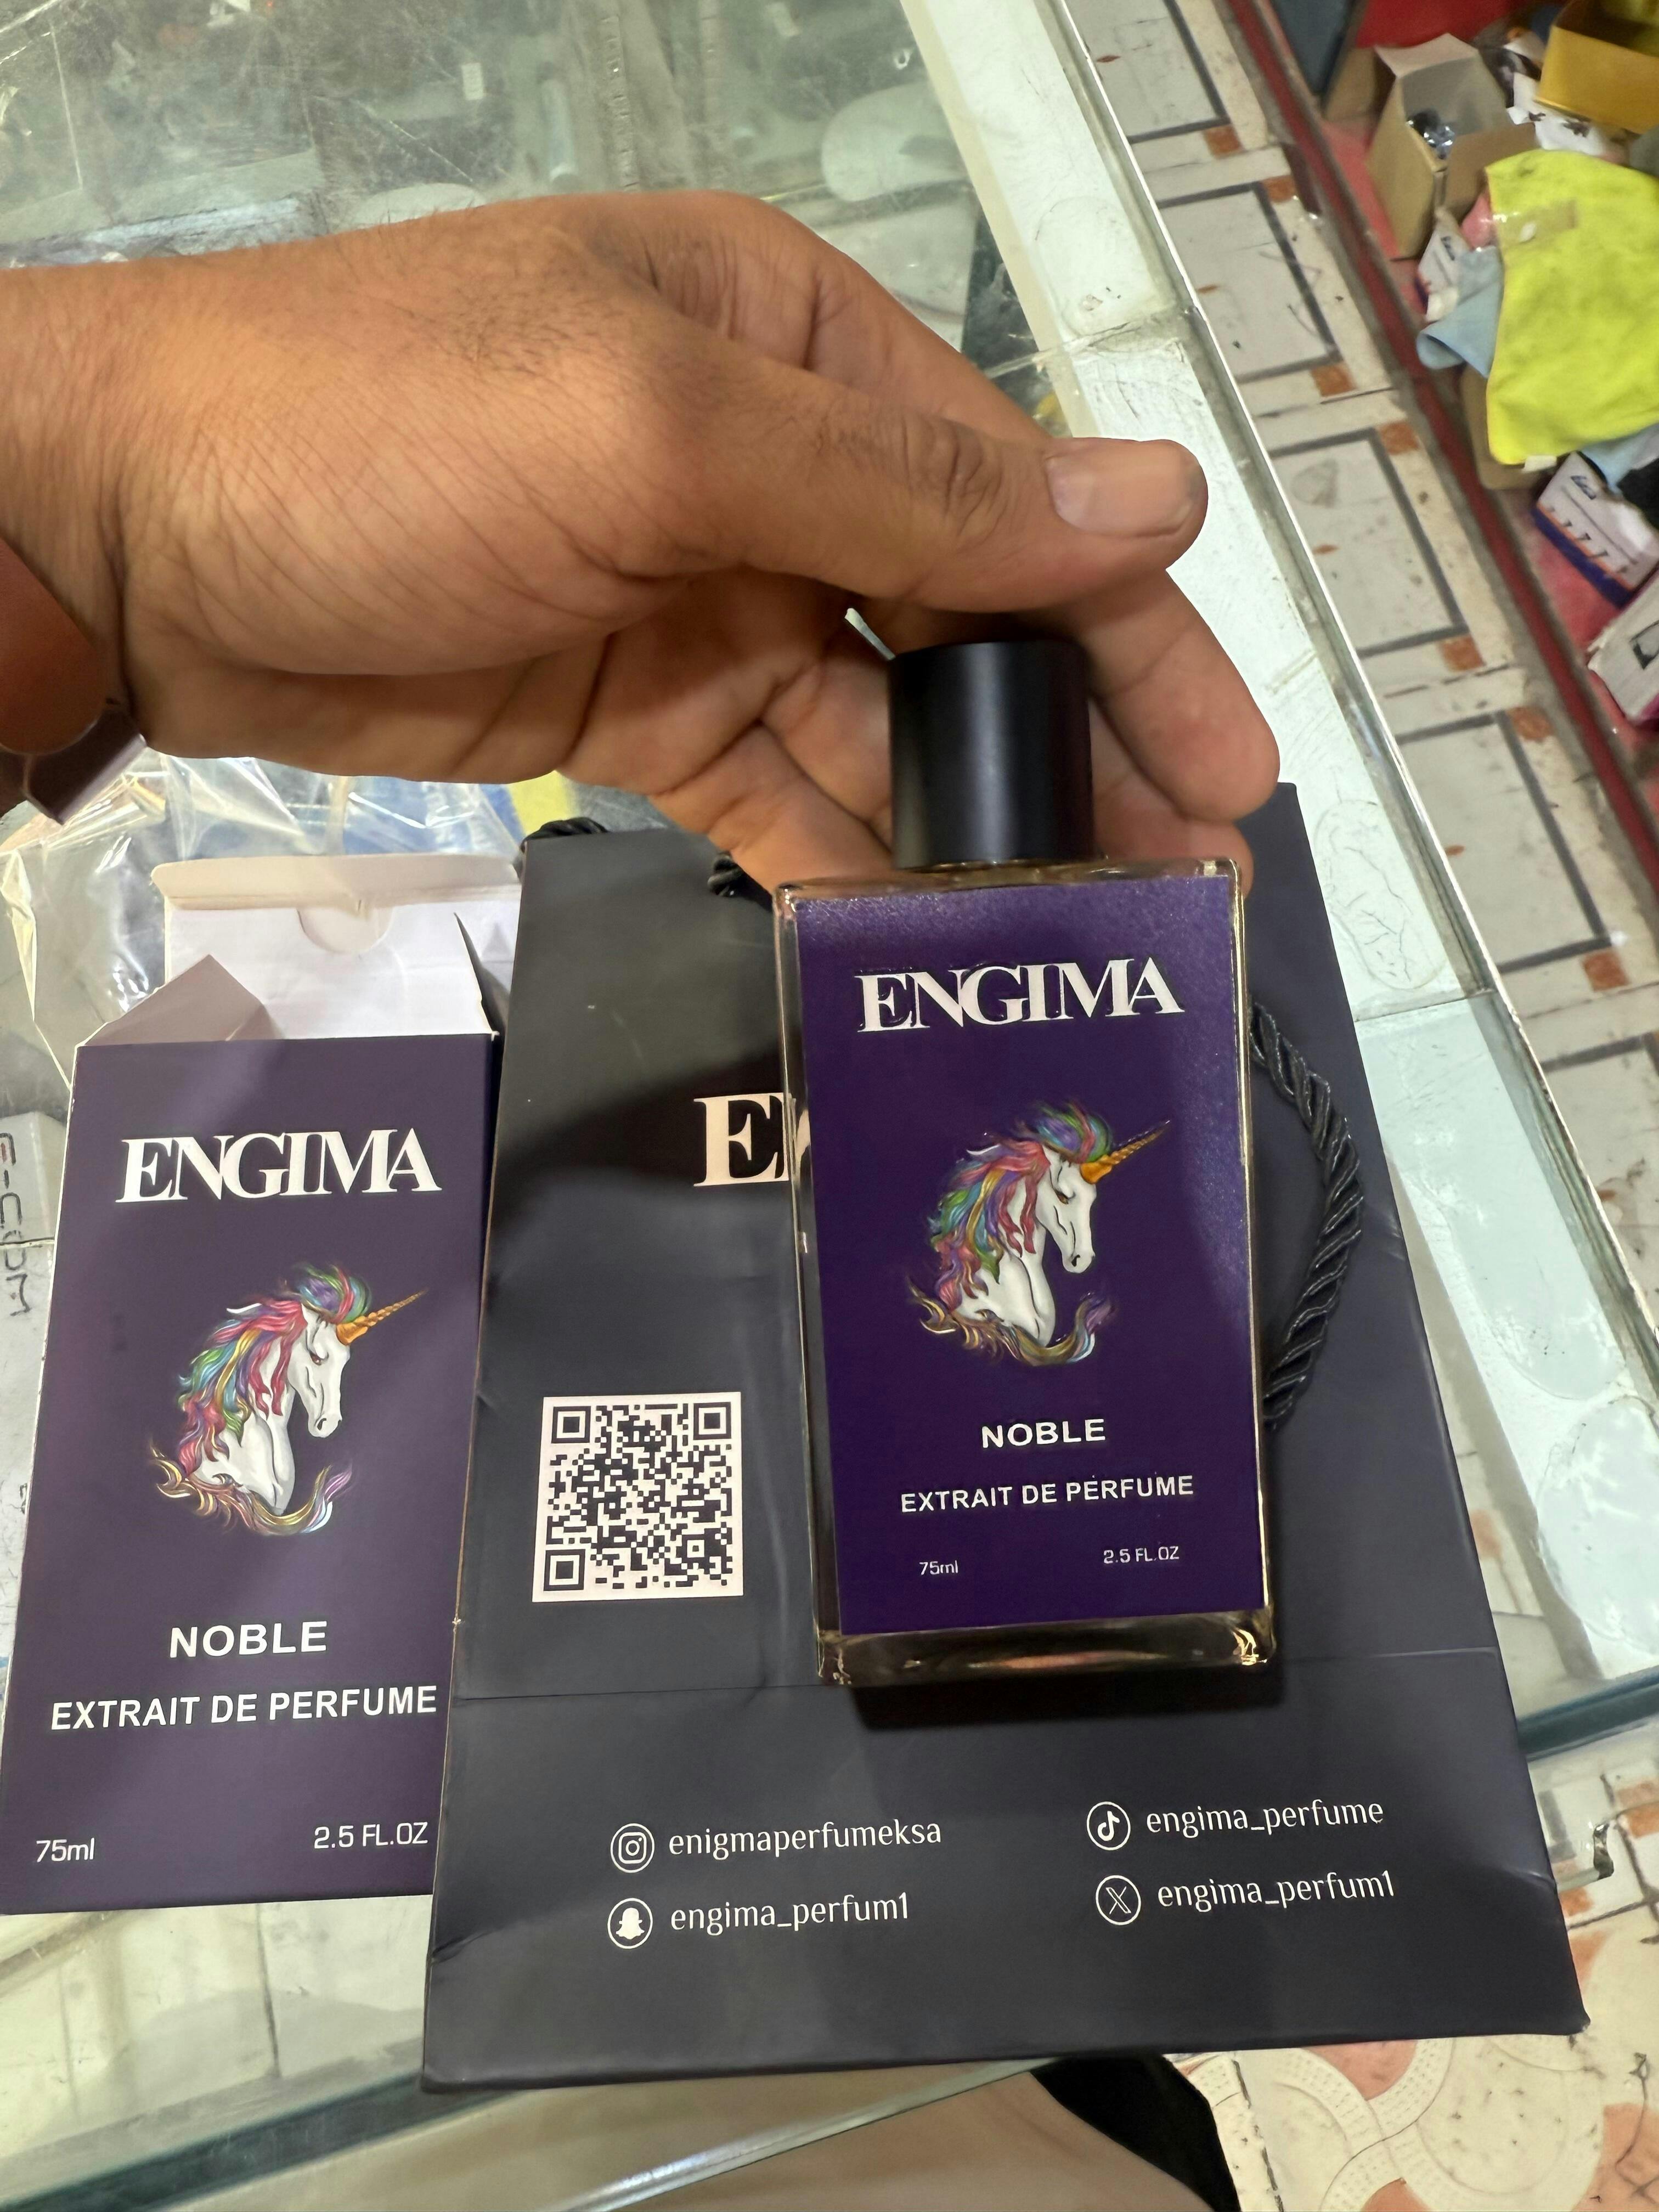 ENGIMA
NOBLE
EXTRAIT DE PERFUME
75ml 2.5 FL.OZ
ENGIMA
NOBLE
EXTRAIT DE PERFUME
75ml 2.5 FL.OZ
enigmaperfumeksa
engima_perfume
engima_perfum1
engima_perfum1